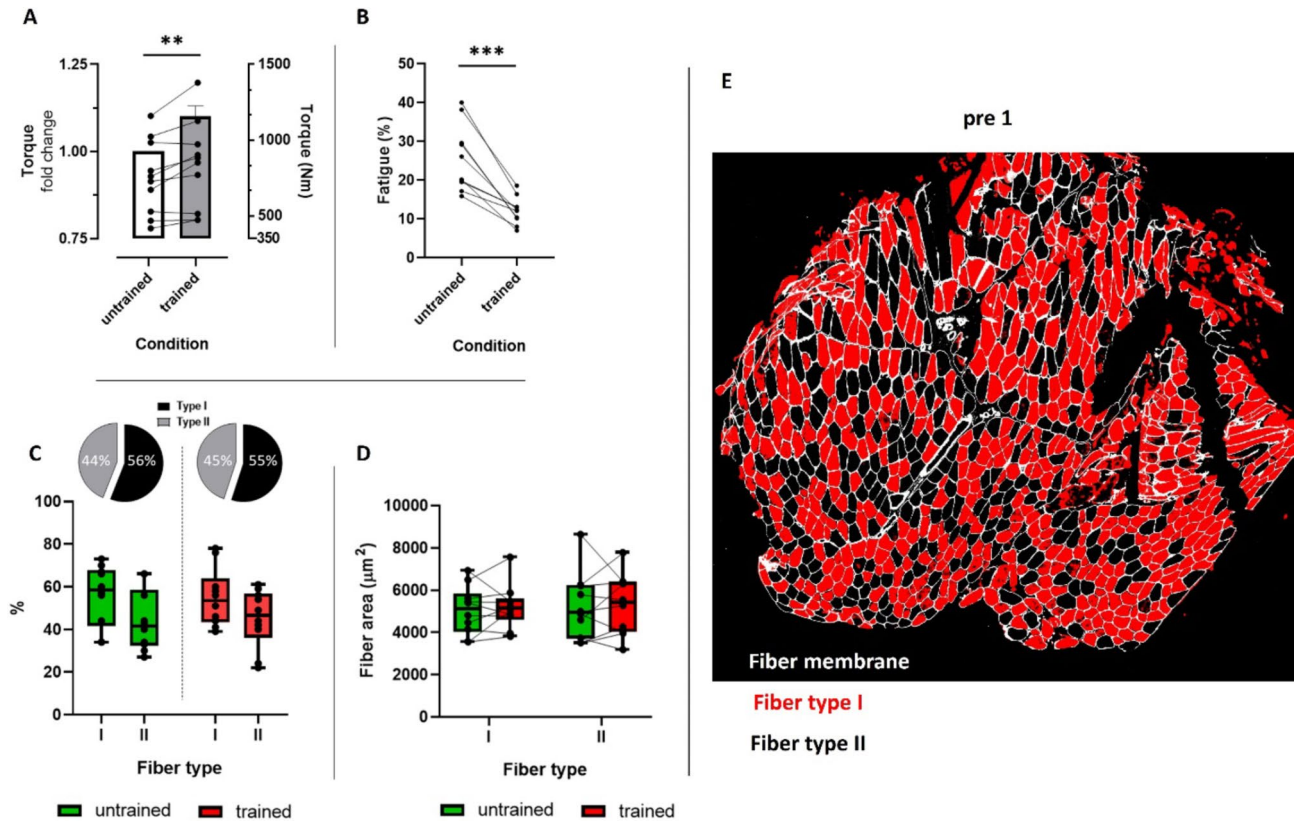 A
**
1.25
1.00
0.75
Torque
fold change
1500
1000
500
350
Torque (Nm)
untrained
trained
Condition
B
***
50
40
30
20
10
0
Fatigue (%)
untrained
trained
Condition
Type I
Type II
C
44%
56%
45%
55%
100
80
60
40
20
0
%
I
II
I
II
Fiber type
untrained
trained
D
10000
8000
6000
4000
2000
0
Fiber area (μm²)
I
II
Fiber type
untrained
trained
E
pre 1
Fiber membrane
Fiber type I
Fiber type II